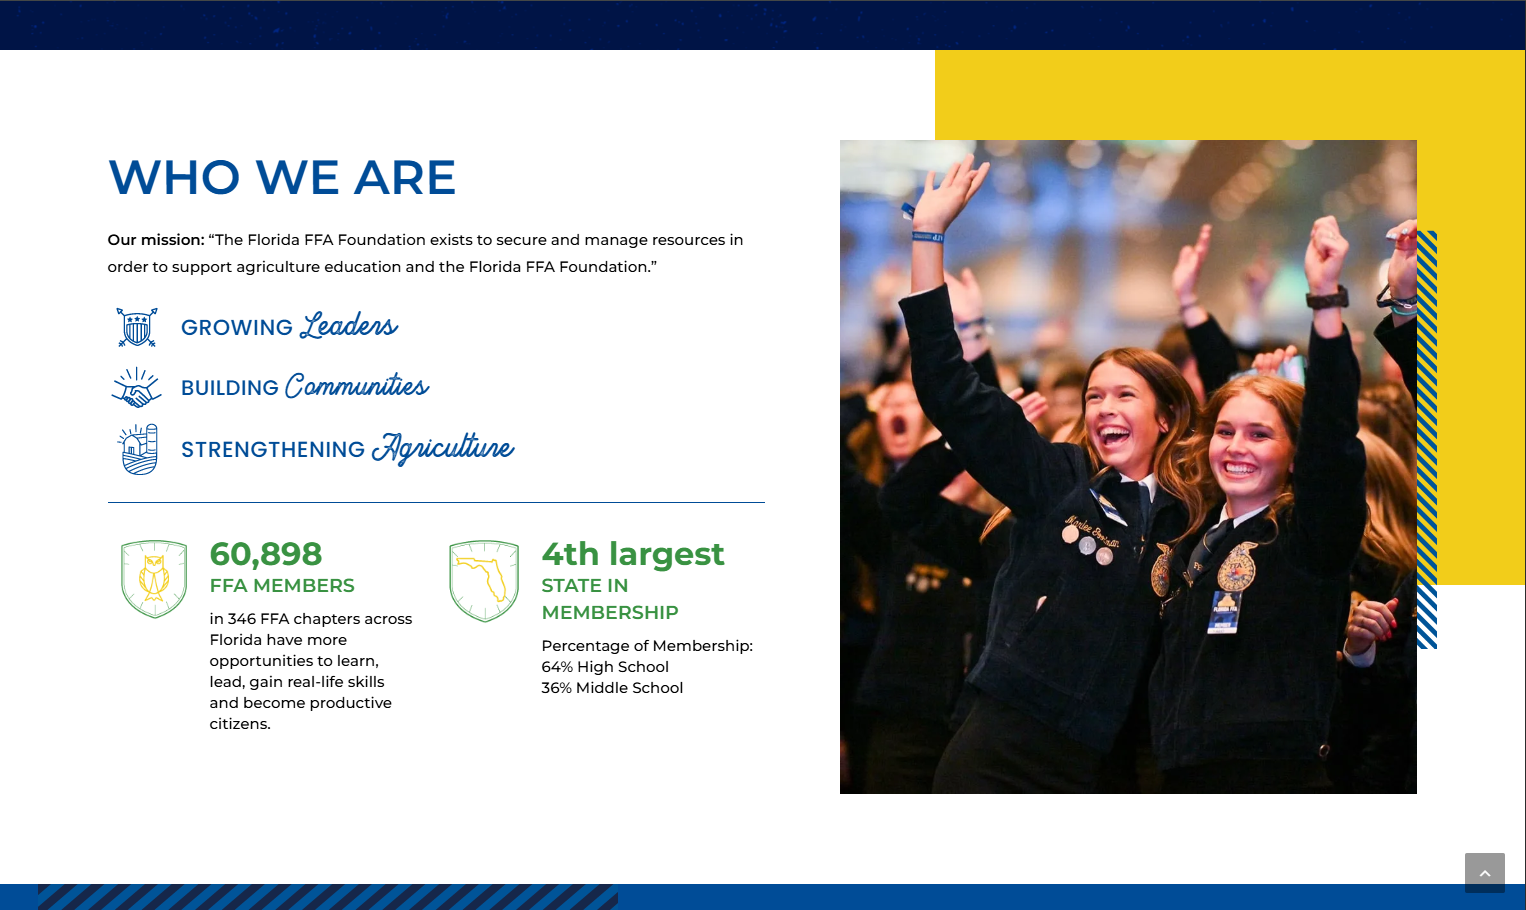 WHO WE ARE
Our mission: “The Florida FFA Foundation exists to secure and manage resources in
order to support agriculture education and the Florida FFA Foundation.”
GROWING Leaders
BUILDING Communities
STRENGTHENING Agriculture
60,898
FFA MEMBERS
in 346 FFA chapters across
Florida have more
opportunities to learn,
lead, gain real-life skills
and become productive
citizens.
4th largest
STATE IN
MEMBERSHIP
Percentage of Membership:
64% High School
36% Middle School
FLORIDA FFA